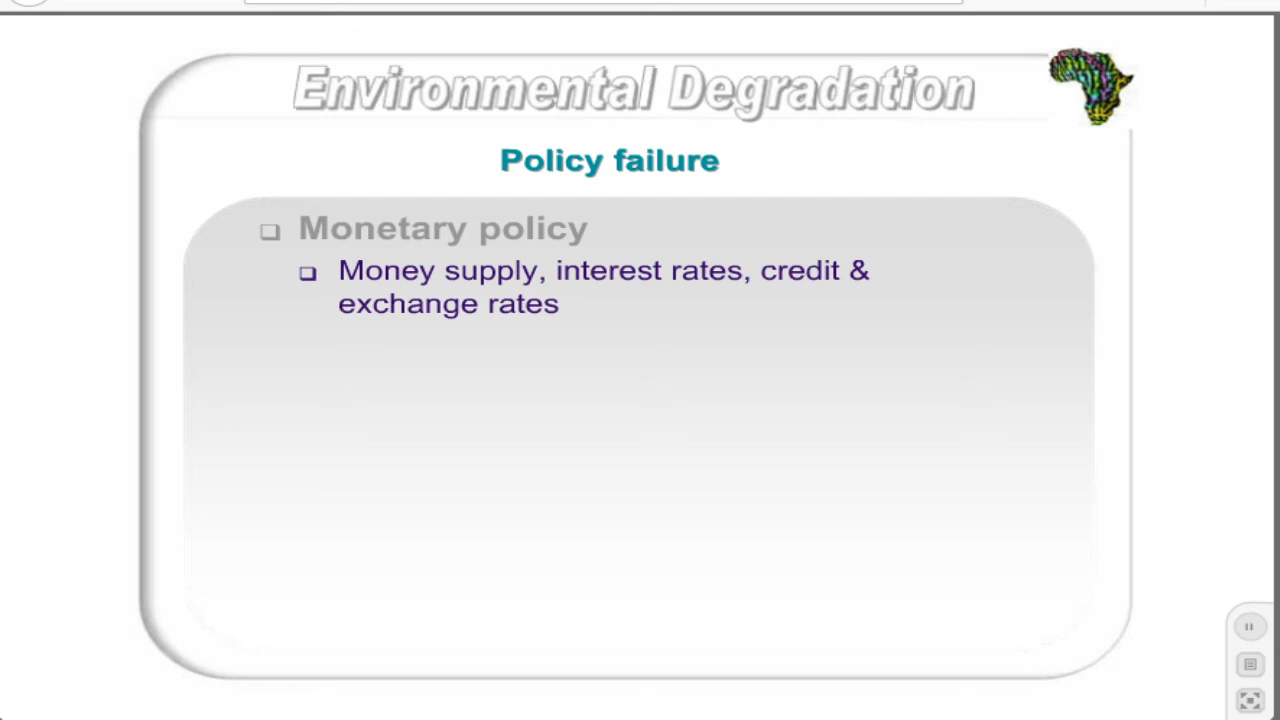 Environmental Degradation
Policy failure
Monetary policy
Money supply, interest rates, credit &
exchange rates